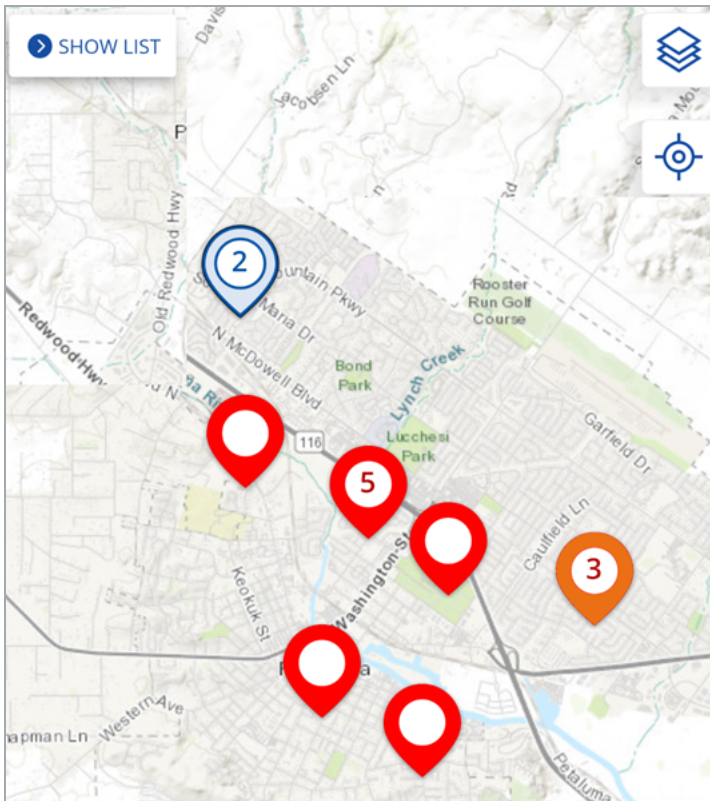 SHOW LIST
Davis
Jacobsen Ln
P
Rd
Old Redwood Hwy
2
Mountain Pkwy
Maria Dr
Rooster
Run Golf
Course
Redwood Hwy
N McDowell Blvd
Bond
Park
Lynch Creek
116
Lucchesi
Park
Garfield Dr
5
Caulfield Ln
3
Washington St
Keokuk St
a
Western Ave
hapman Ln
Petaluma